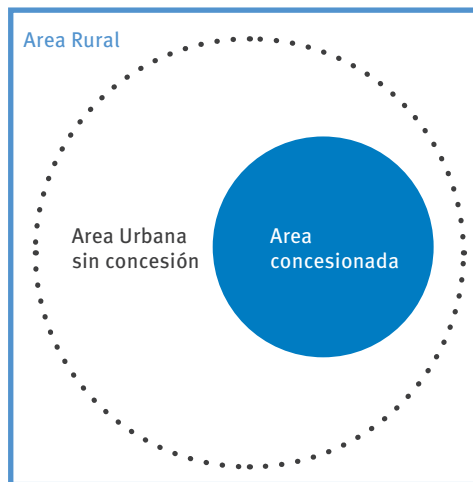 Area Rural
Area Urbana
sin concesión
Area
concesionada